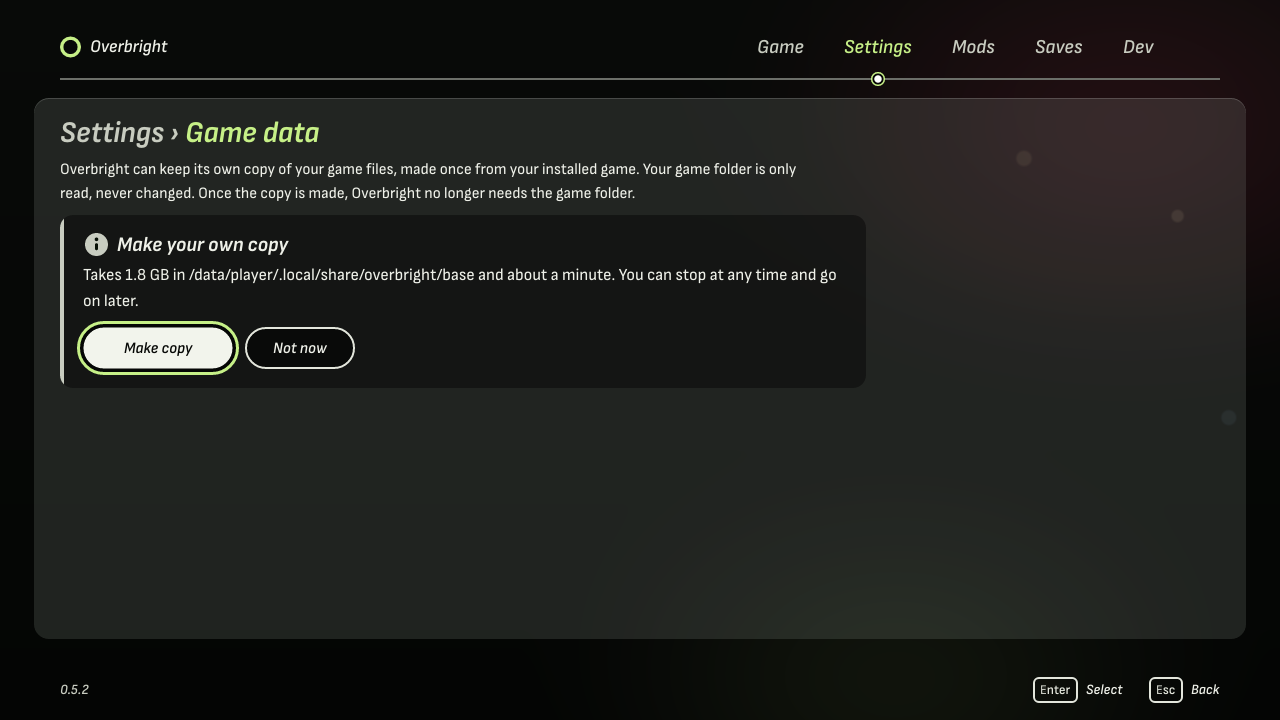 Overbright
Game Settings Mods Saves Dev
Settings › Game data
Overbright can keep its own copy of your game files, made once from your installed game. Your game folder is only
read, never changed. Once the copy is made, Overbright no longer needs the game folder.
Make your own copy
Takes 1.8 GB in /data/player/.local/share/overbright/base and about a minute. You can stop at any time and go
on later.
Make copy Not now
0.5.2
Enter Select Esc Back